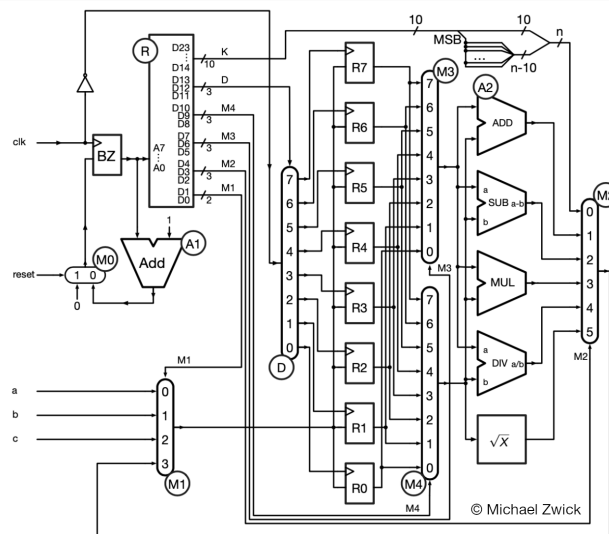 10
10
n
MSB
...
n-10
D23
...
D14
K
10
R
D13
D12
D11
D
3
D10
D9
D8
M4
3
D7
D6
D5
M3
3
D4
D3
D2
M2
3
D1
D0
M1
2
A7
...
A0
clk
BZ
1
A1
Add
M0
reset
1 0
0
7
6
5
4
3
2
1
0
D
R7
R6
R5
R4
R3
R2
R1
R0
M3
7
6
5
4
3
2
1
0
M3
7
6
5
4
3
2
1
0
M4
M4
A2
ADD
a
SUB a-b
b
MUL
a
DIV a/b
b
√x
0
1
2
3
4
5
M2
M1
a
b
c
0
1
2
3
M1
© Michael Zwick